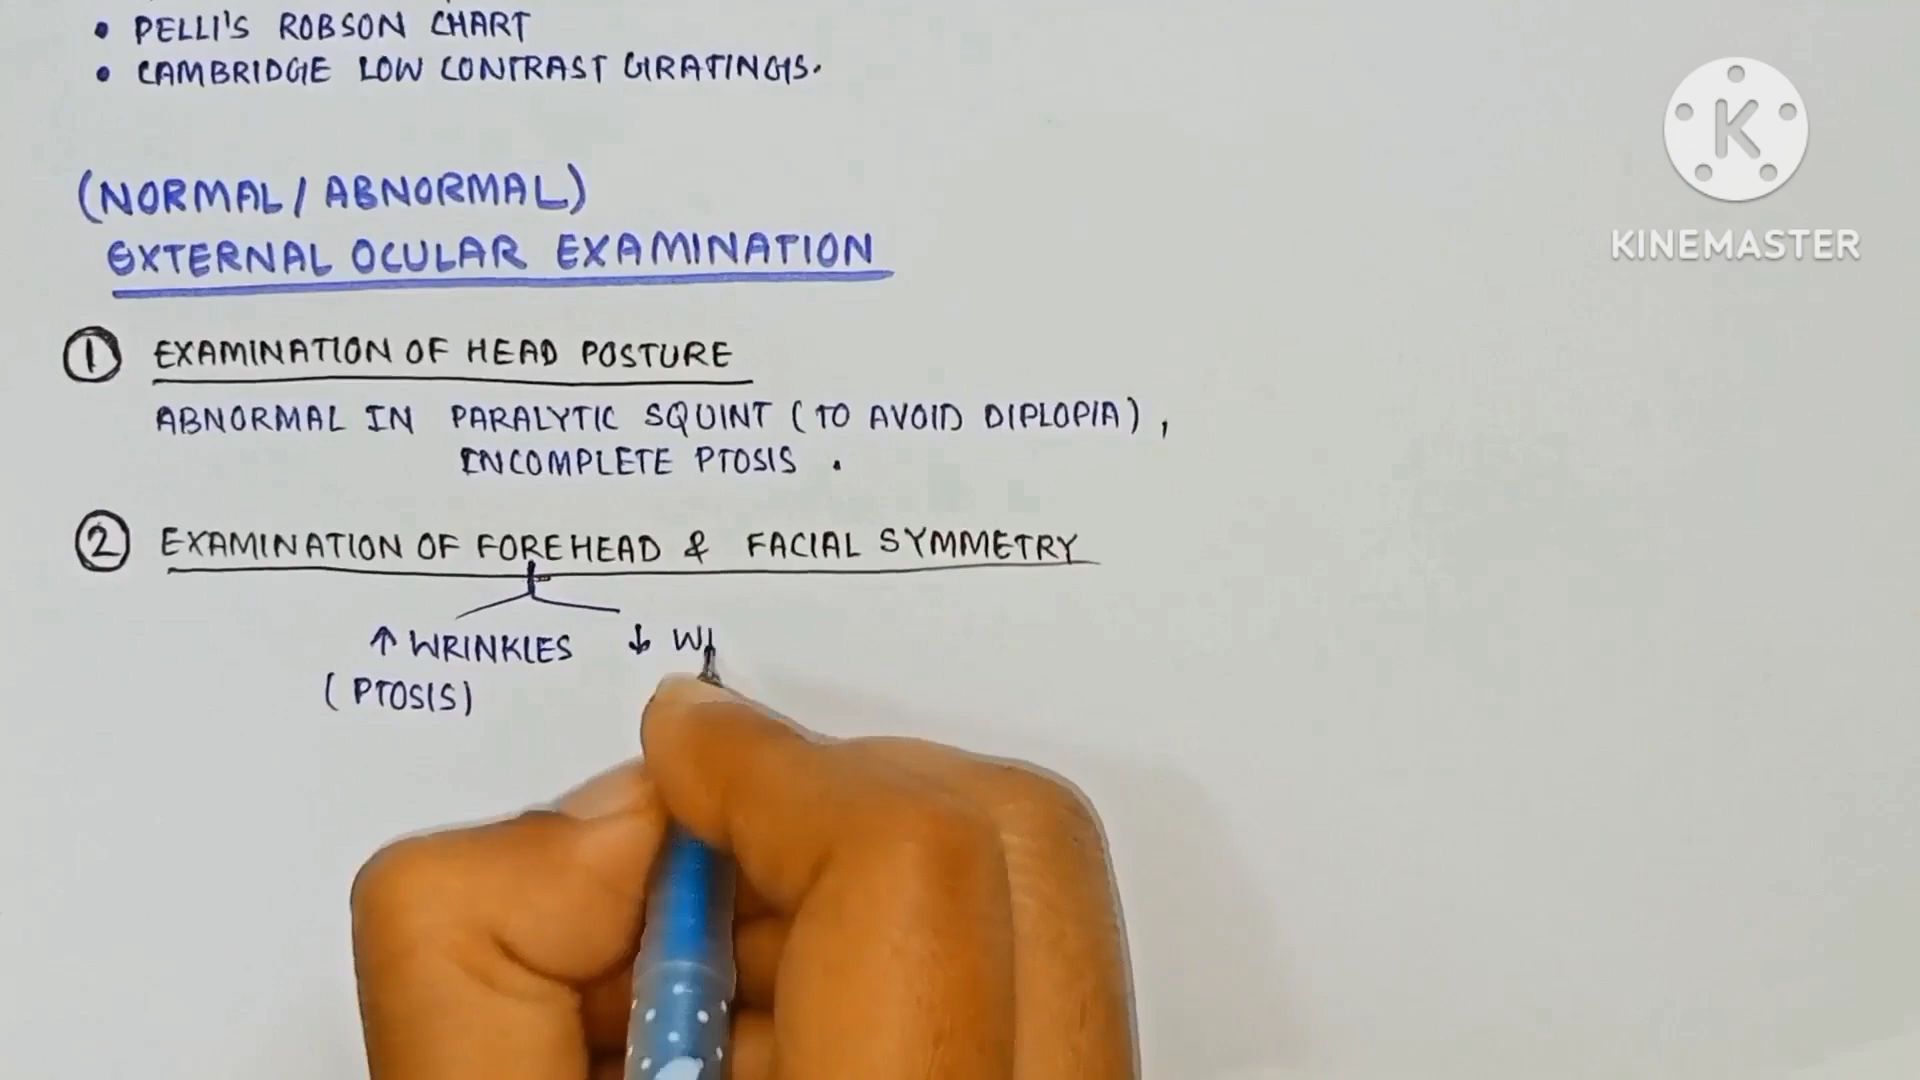 • PELLI'S ROBSON CHART
• CAMBRIDGE LOW CONTRAST GRATINGS.
(NORMAL / ABNORMAL)
EXTERNAL OCULAR EXAMINATION
① EXAMINATION OF HEAD POSTURE
ABNORMAL IN PARALYTIC SQUINT (TO AVOID DIPLOPIA),
INCOMPLETE PTOSIS.
② EXAMINATION OF FOREHEAD & FACIAL SYMMETRY
↑ WRINKLES ↓ W
(PTOSIS)
K
KINEMASTER